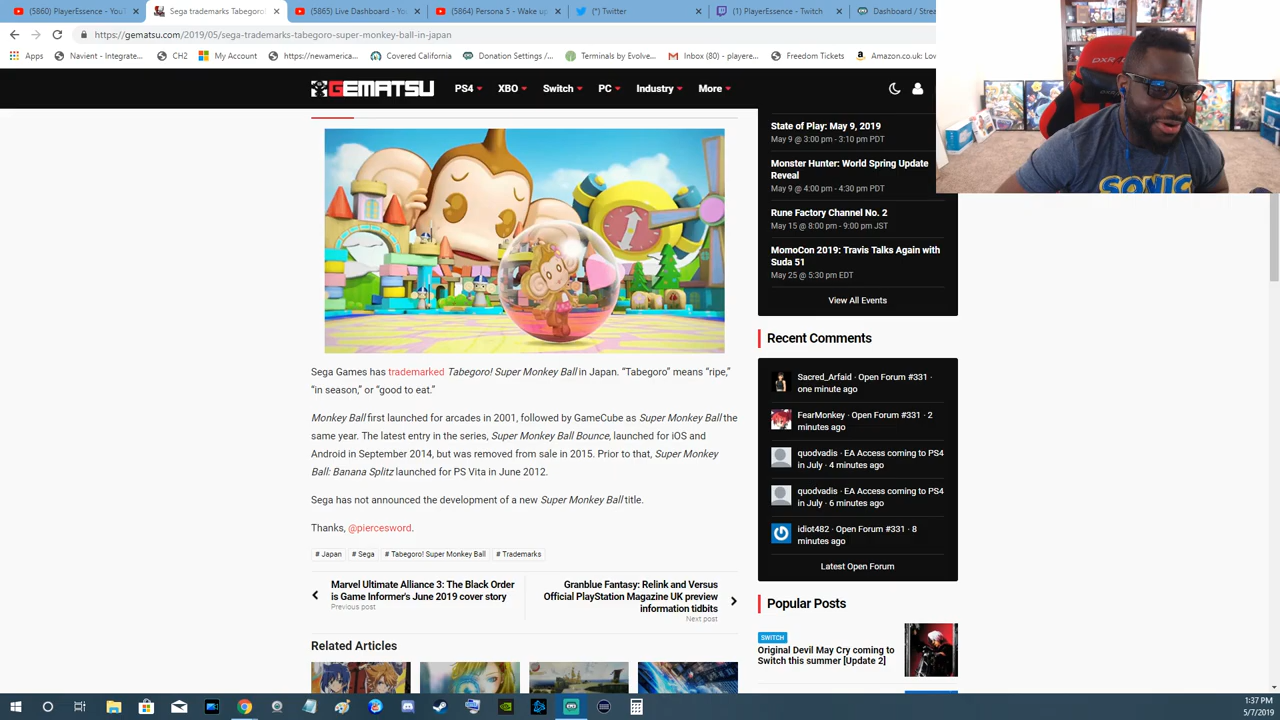 (5860) PlayerEssence - YouT
Sega trademarks Tabegoro!
(5865) Live Dashboard - Yo
(5864) Persona 5 - Wake up,
(*) Twitter
(1) PlayerEssence - Twitch
Dashboard / Strea
https://gematsu.com/2019/05/sega-trademarks-tabegoro-super-monkey-ball-in-japan
Apps
Navient - Integrate...
CH2
My Account
https://newamerica...
Covered California
Donation Settings /...
Terminals by Evolve...
Inbox (80) - playere...
Freedom Tickets
Amazon.co.uk: Low
GEMATSU
PS4
XBO
Switch
PC
Industry
More
Sega Games has trademarked Tabegoro! Super Monkey Ball in Japan. “Tabegoro” means “ripe,”
“in season,” or “good to eat.”
Monkey Ball first launched for arcades in 2001, followed by GameCube as Super Monkey Ball the
same year. The latest entry in the series, Super Monkey Ball Bounce, launched for iOS and
Android in September 2014, but was removed from sale in 2015. Prior to that, Super Monkey
Ball: Banana Splitz launched for PS Vita in June 2012.
Sega has not announced the development of a new Super Monkey Ball title.
Thanks, @piercesword.
# Japan
# Sega
# Tabegoro! Super Monkey Ball
# Trademarks
Marvel Ultimate Alliance 3: The Black Order
is Game Informer's June 2019 cover story
Previous post
Granblue Fantasy: Relink and Versus
Official PlayStation Magazine UK preview
information tidbits
Next post
Related Articles
State of Play: May 9, 2019
May 9 @ 3:00 pm - 3:10 pm PDT
Monster Hunter: World Spring Update
Reveal
May 9 @ 4:00 pm - 4:30 pm PDT
Rune Factory Channel No. 2
May 15 @ 8:00 pm - 9:00 pm JST
MomoCon 2019: Travis Talks Again with
Suda 51
May 25 @ 5:30 pm EDT
View All Events
Recent Comments
Sacred_Arfaid · Open Forum #331 ·
one minute ago
FearMonkey · Open Forum #331 · 2
minutes ago
quodvadis · EA Access coming to PS4
in July · 4 minutes ago
quodvadis · EA Access coming to PS4
in July · 6 minutes ago
idiot482 · Open Forum #331 · 8
minutes ago
Latest Open Forum
Popular Posts
SWITCH
Original Devil May Cry coming to
Switch this summer [Update 2]
DXR
SONIC
1:37 PM
5/7/2019